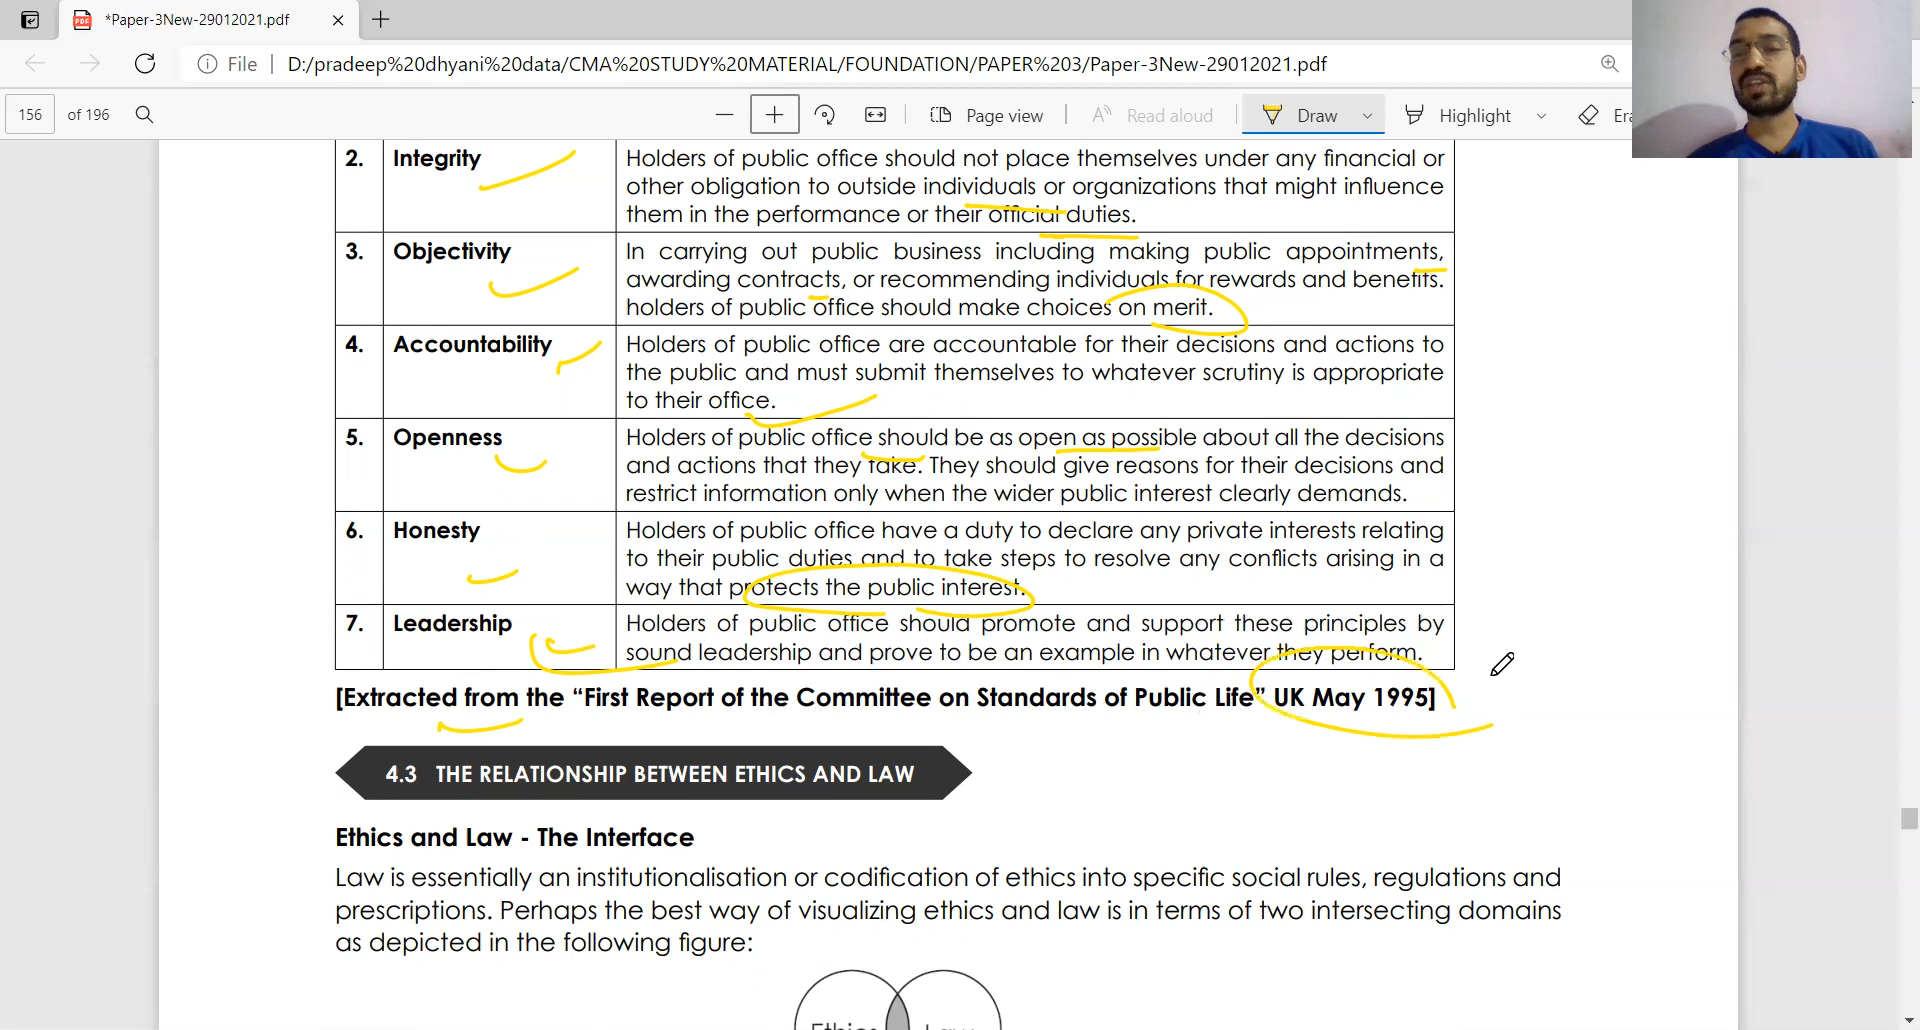 *Paper-3New-29012021.pdf
File
D:/pradeep%20dhyani%20data/CMA%20STUDY%20MATERIAL/FOUNDATION/PAPER%203/Paper-3New-29012021.pdf
156 of 196
Page view
Read aloud
Draw
Highlight
2. Integrity
Holders of public office should not place themselves under any financial or
other obligation to outside individuals or organizations that might influence
them in the performance or their official duties.
3. Objectivity
In carrying out public business including making public appointments,
awarding contracts, or recommending individuals for rewards and benefits.
holders of public office should make choices on merit.
4. Accountability
Holders of public office are accountable for their decisions and actions to
the public and must submit themselves to whatever scrutiny is appropriate
to their office.
5. Openness
Holders of public office should be as open as possible about all the decisions
and actions that they take. They should give reasons for their decisions and
restrict information only when the wider public interest clearly demands.
6. Honesty
Holders of public office have a duty to declare any private interests relating
to their public duties and to take steps to resolve any conflicts arising in a
way that protects the public interest.
7. Leadership
Holders of public office should promote and support these principles by
sound leadership and prove to be an example in whatever they perform.
[Extracted from the “First Report of the Committee on Standards of Public Life” UK May 1995]
4.3 THE RELATIONSHIP BETWEEN ETHICS AND LAW
Ethics and Law - The Interface
Law is essentially an institutionalisation or codification of ethics into specific social rules, regulations and
prescriptions. Perhaps the best way of visualizing ethics and law is in terms of two intersecting domains
as depicted in the following figure: